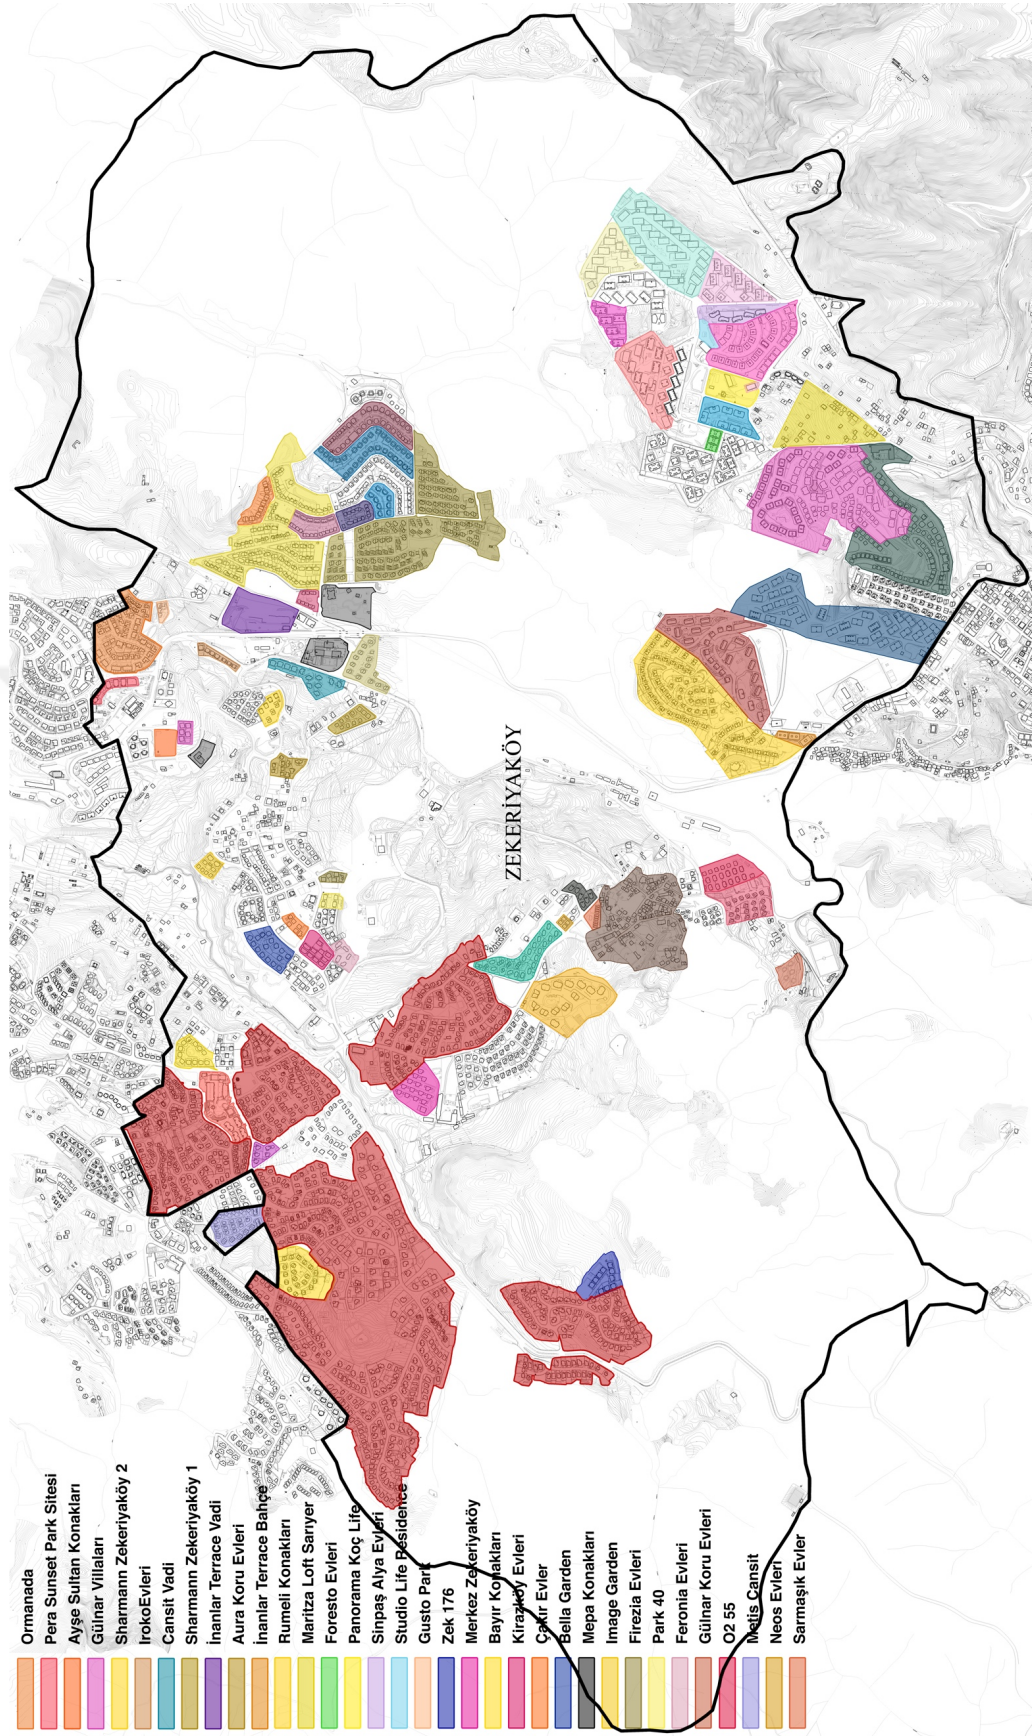 Ormanada
Pera Sunset Park Sitesi
Ayşe Sultan Konakları
Gülnar Villaları
Sharmann Zekeriyaköy 2
IrokoEvleri
Cansit Vadi
Sharmann Zekeriyaköy 1
İnanlar Terrace Vadi
Aura Koru Evleri
İnanlar Terrace Bahçe
Rumeli Konakları
Maritza Loft Sarıyer
Foresto Evleri
Panorama Koç Life
Sinpaş Alya Evleri
Studio Life Residence
Gusto Park
Zek 176
Merkez Zekeriyaköy
Bayır Konakları
Kirazköy Evleri
Çakır Evler
Bella Garden
Mepa Konakları
Image Garden
Firezia Evleri
Park 40
Feronia Evleri
Gülnar Koru Evleri
O2 55
Metis Cansit
Neos Evleri
Sarmaşık Evler
ZEKERİYAKÖY